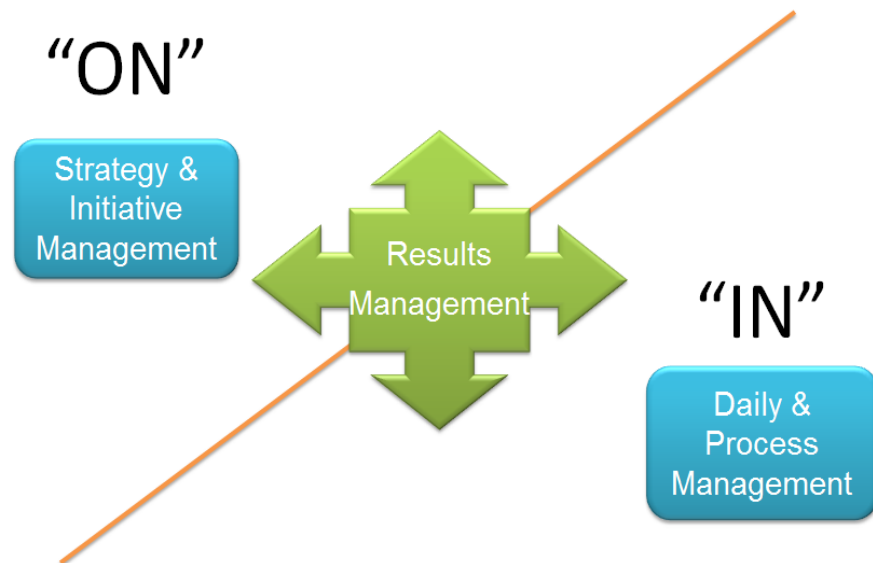 “ON”
Strategy &
Initiative
Management
Results
Management
“IN”
Daily &
Process
Management